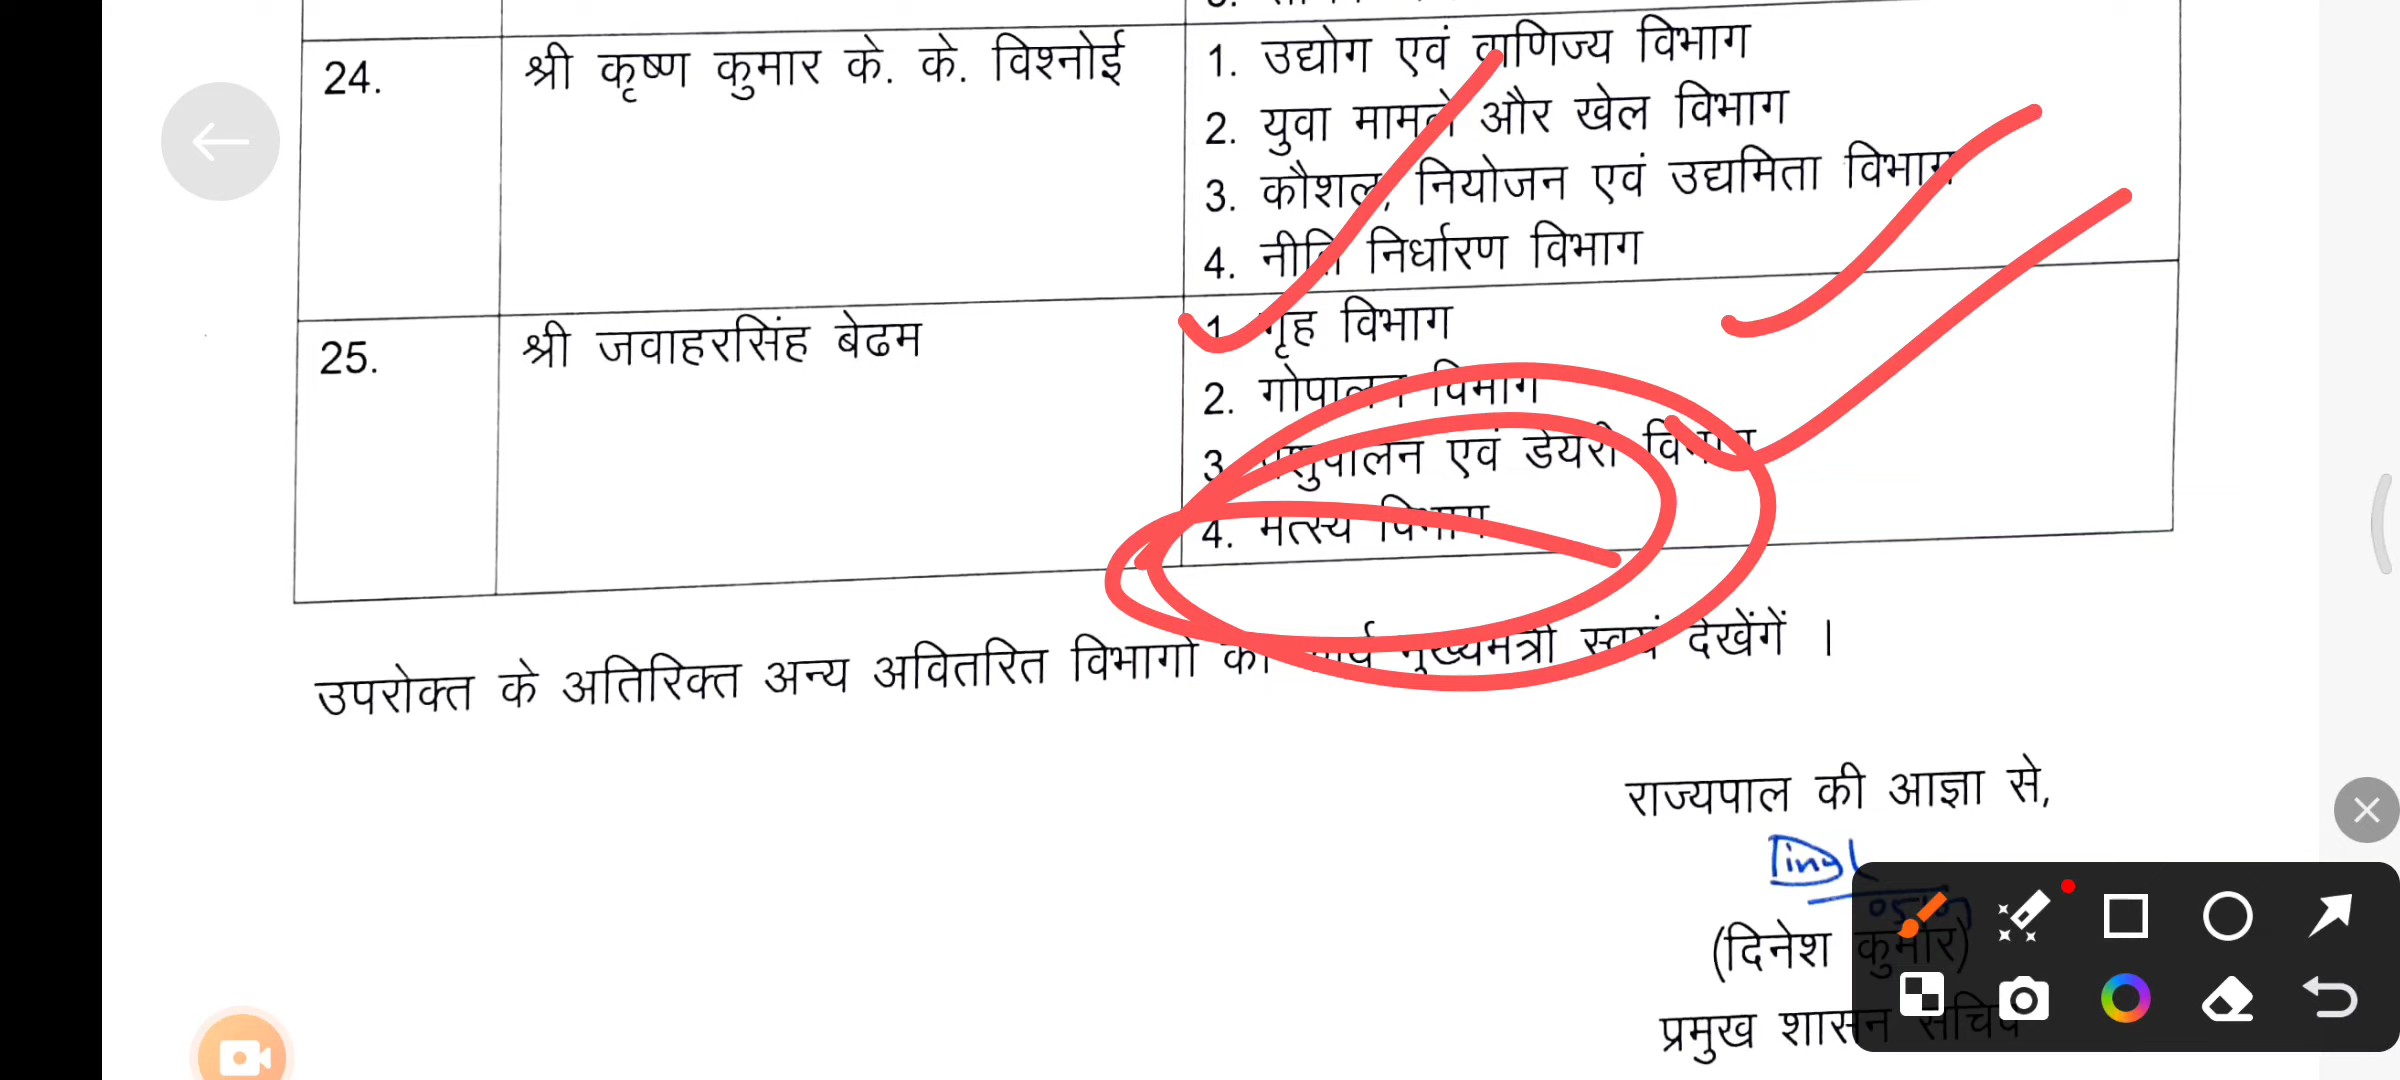 24. श्री कृष्ण कुमार के. के. विश्नोई
1. उद्योग एवं वाणिज्य विभाग
2. युवा मामले और खेल विभाग
3. कौशल, नियोजन एवं उद्यमिता विभाग
4. नीति निर्धारण विभाग
25. श्री जवाहरसिंह बेढम
1. गृह विभाग
2. गोपालन विभाग
3. पशुपालन एवं डेयरी विभाग
4. मत्स्य विभाग
उपरोक्त के अतिरिक्त अन्य अवितरित विभागों का कार्य मुख्यमंत्री स्वयं देखेंगें ।
राज्यपाल की आज्ञा से,
(दिनेश कुमार)
प्रमुख शासन सचिव